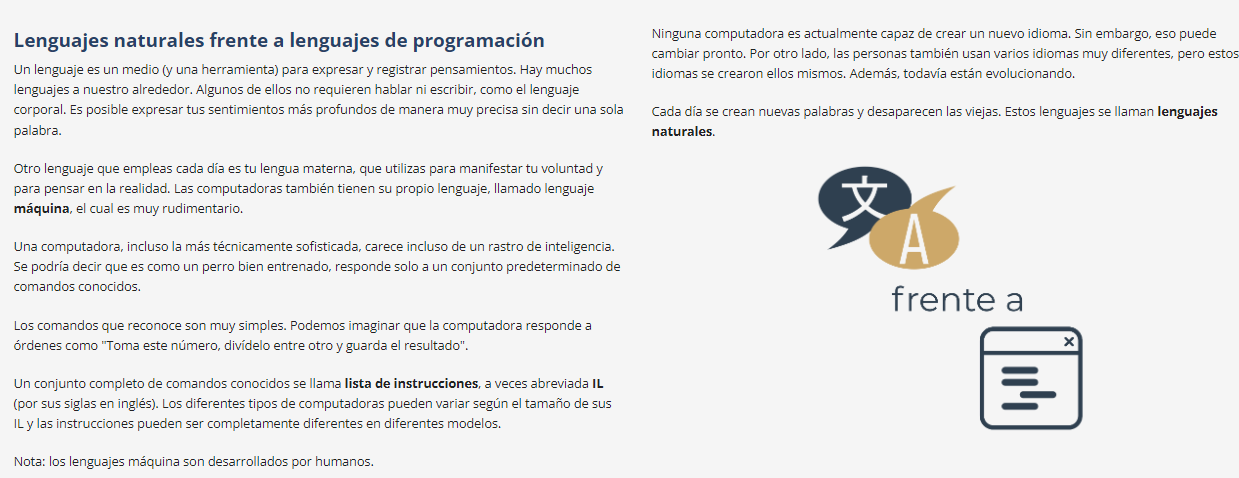 Lenguajes naturales frente a lenguajes de programación
Un lenguaje es un medio (y una herramienta) para expresar y registrar pensamientos. Hay muchos
lenguajes a nuestro alrededor. Algunos de ellos no requieren hablar ni escribir, como el lenguaje
corporal. Es posible expresar tus sentimientos más profundos de manera muy precisa sin decir una sola
palabra.
Otro lenguaje que empleas cada día es tu lengua materna, que utilizas para manifestar tu voluntad y
para pensar en la realidad. Las computadoras también tienen su propio lenguaje, llamado lenguaje
máquina, el cual es muy rudimentario.
Una computadora, incluso la más técnicamente sofisticada, carece incluso de un rastro de inteligencia.
Se podría decir que es como un perro bien entrenado, responde solo a un conjunto predeterminado de
comandos conocidos.
Los comandos que reconoce son muy simples. Podemos imaginar que la computadora responde a
órdenes como "Toma este número, divídelo entre otro y guarda el resultado".
Un conjunto completo de comandos conocidos se llama lista de instrucciones, a veces abreviada IL
(por sus siglas en inglés). Los diferentes tipos de computadoras pueden variar según el tamaño de sus
IL y las instrucciones pueden ser completamente diferentes en diferentes modelos.
Nota: los lenguajes máquina son desarrollados por humanos.
Ninguna computadora es actualmente capaz de crear un nuevo idioma. Sin embargo, eso puede
cambiar pronto. Por otro lado, las personas también usan varios idiomas muy diferentes, pero estos
idiomas se crearon ellos mismos. Además, todavía están evolucionando.
Cada día se crean nuevas palabras y desaparecen las viejas. Estos lenguajes se llaman lenguajes
naturales.
文
A
frente a